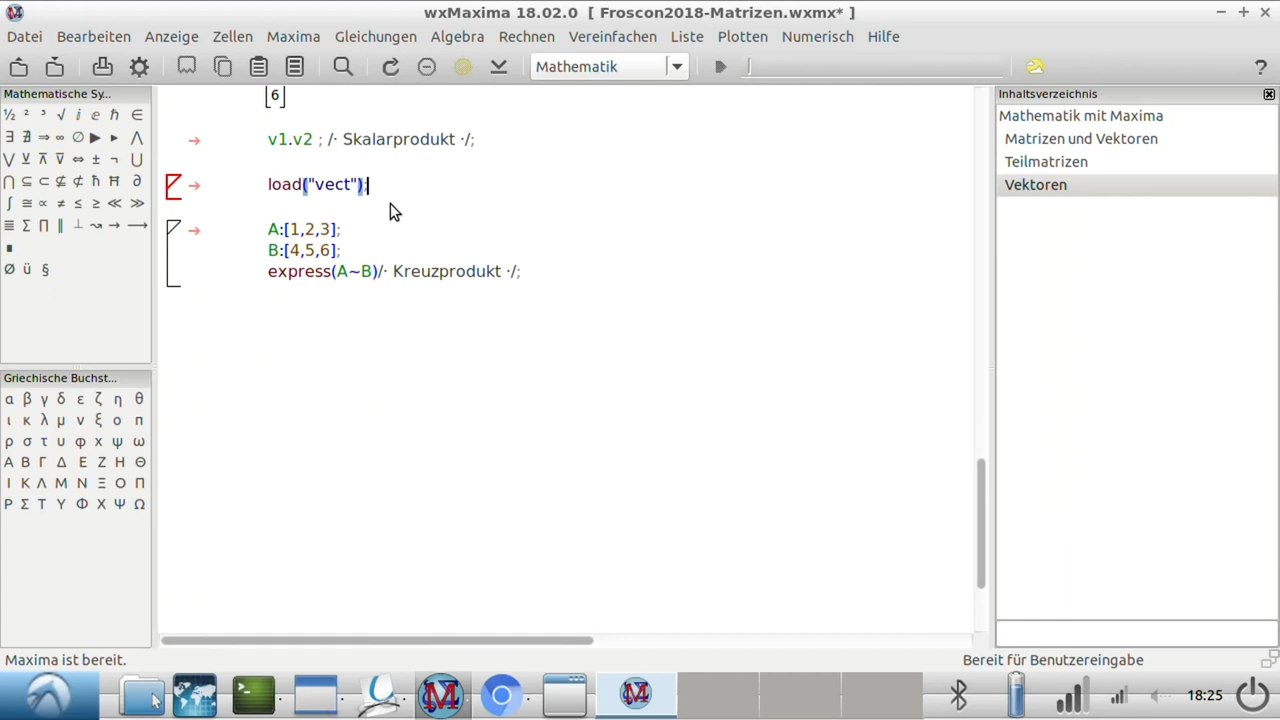 wxMaxima 18.02.0 [ Froscon2018-Matrizen.wxmx* ]
Datei Bearbeiten Anzeige Zellen Maxima Gleichungen Algebra Rechnen Vereinfachen Liste Plotten Numerisch Hilfe
Mathematik
Mathematische Sy...
½ ² ³ √ ⅈ ⅇ ℏ ∈
∃ ∄ ⇒ ∞ ∅ ▶ ▸ ⋀
⋁ ⊻ ⊼ ⊽ ⇔ ± ¬ ⋃
⋂ ⊆ ⊂ ⊈ ⊄ ħ Ħ ∂
∫ ≅ ∝ ≠ ≤ ≥ ≪ ≫
≣ ∑ ∏ ∥ ⟂ ↝ → ⟶
∎
Ø ü §
Griechische Buchst...
α β γ δ ε ζ η θ
ι κ λ μ ν ξ ο π
ρ σ τ υ φ χ ψ ω
Α Β Γ Δ Ε Ζ Η Θ
Ι Κ Λ Μ Ν Ξ Ο Π
Ρ Σ Τ Υ Φ Χ Ψ Ω
6
v1.v2 ; /· Skalarprodukt ·/;
load("vect");
A:[1,2,3];
B:[4,5,6];
express(A~B)/· Kreuzprodukt ·/;
Inhaltsverzeichnis
Mathematik mit Maxima
Matrizen und Vektoren
Teilmatrizen
Vektoren
Maxima ist bereit.
Bereit für Benutzereingabe
18:25